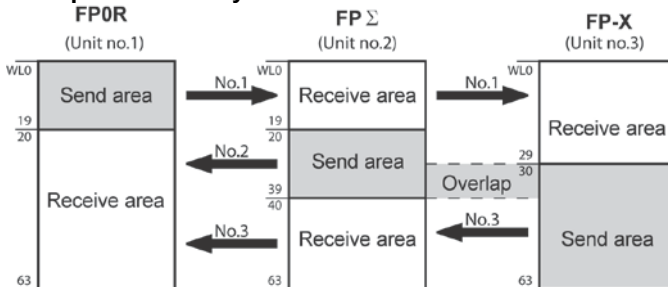 FP0R
(Unit no.1)
FPΣ
(Unit no.2)
FP-X
(Unit no.3)
WL0
Send area
19
20
Receive area
63
No.1
No.2
No.3
WL0
Receive area
19
20
Send area
39
40
Receive area
63
No.1
Overlap
No.3
WL0
Receive area
29
30
Send area
63